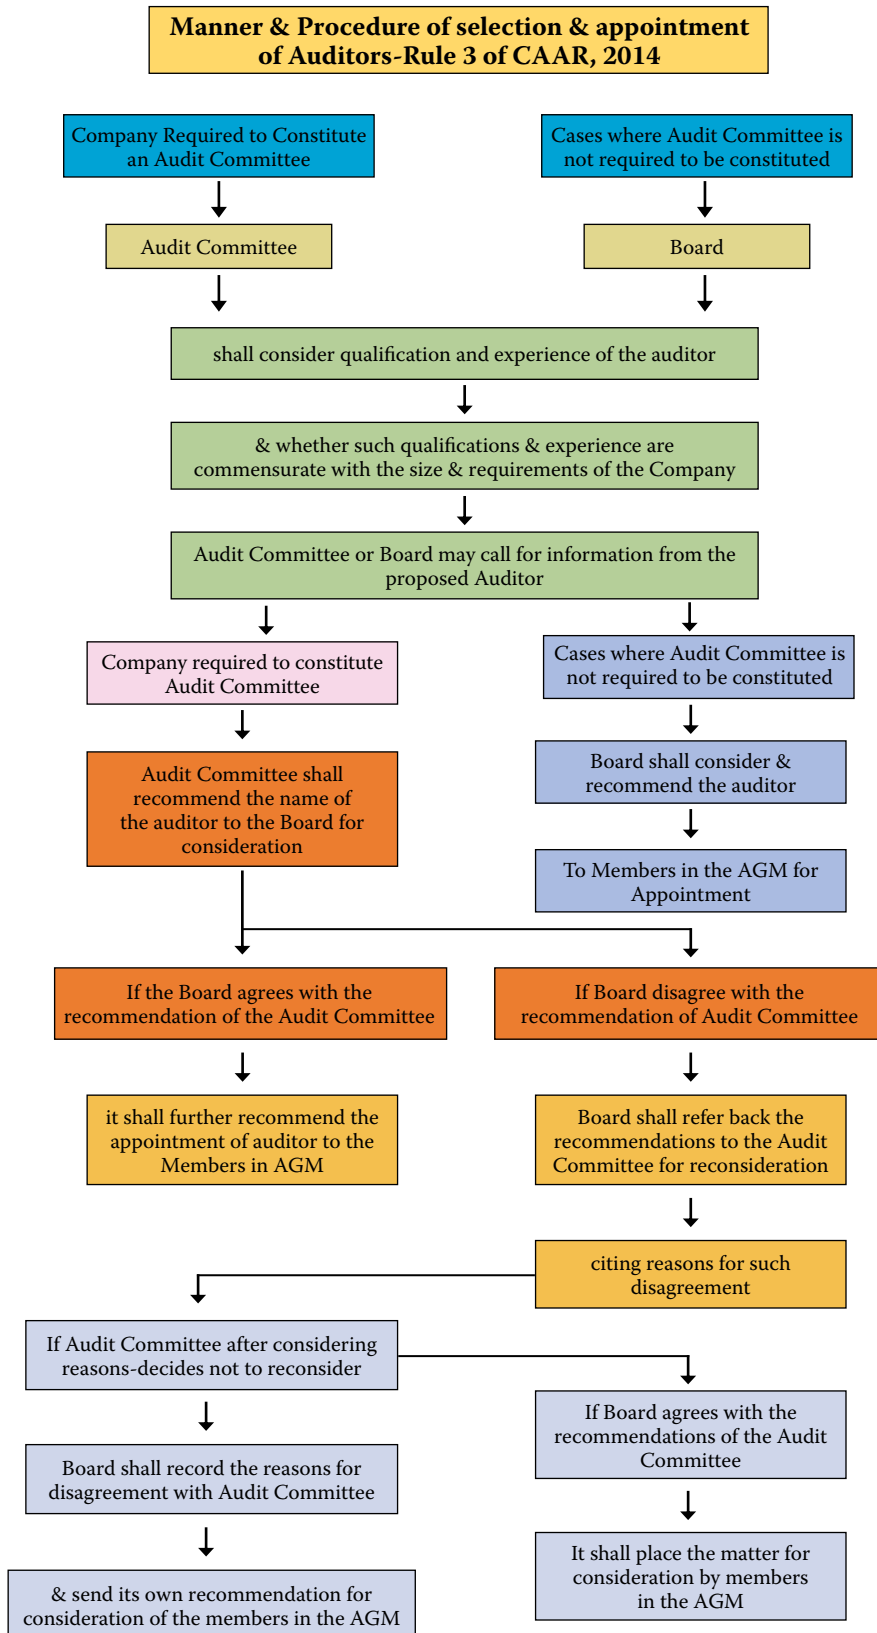 Manner & Procedure of selection & appointment
of Auditors-Rule 3 of CAAR, 2014
Company Required to Constitute
an Audit Committee
Cases where Audit Committee is
not required to be constituted
Audit Committee
Board
shall consider qualification and experience of the auditor
& whether such qualifications & experience are
commensurate with the size & requirements of the Company
Audit Committee or Board may call for information from the
proposed Auditor
Company required to constitute
Audit Committee
Cases where Audit Committee is
not required to be constituted
Audit Committee shall
recommend the name of
the auditor to the Board for
consideration
Board shall consider &
recommend the auditor
To Members in the AGM for
Appointment
If the Board agrees with the
recommendation of the Audit Committee
If Board disagree with the
recommendation of Audit Committee
it shall further recommend the
appointment of auditor to the
Members in AGM
Board shall refer back the
recommendations to the Audit
Committee for reconsideration
citing reasons for such
disagreement
If Audit Committee after considering
reasons-decides not to reconsider
If Board agrees with the
recommendations of the Audit
Committee
Board shall record the reasons for
disagreement with Audit Committee
It shall place the matter for
consideration by members
in the AGM
& send its own recommendation for
consideration of the members in the AGM